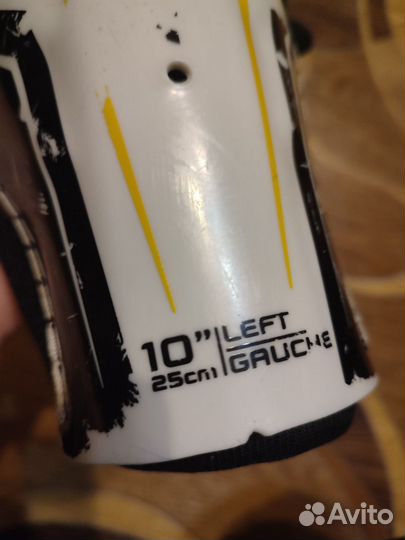 10" LEFT
25cm GAUCHE
Avito